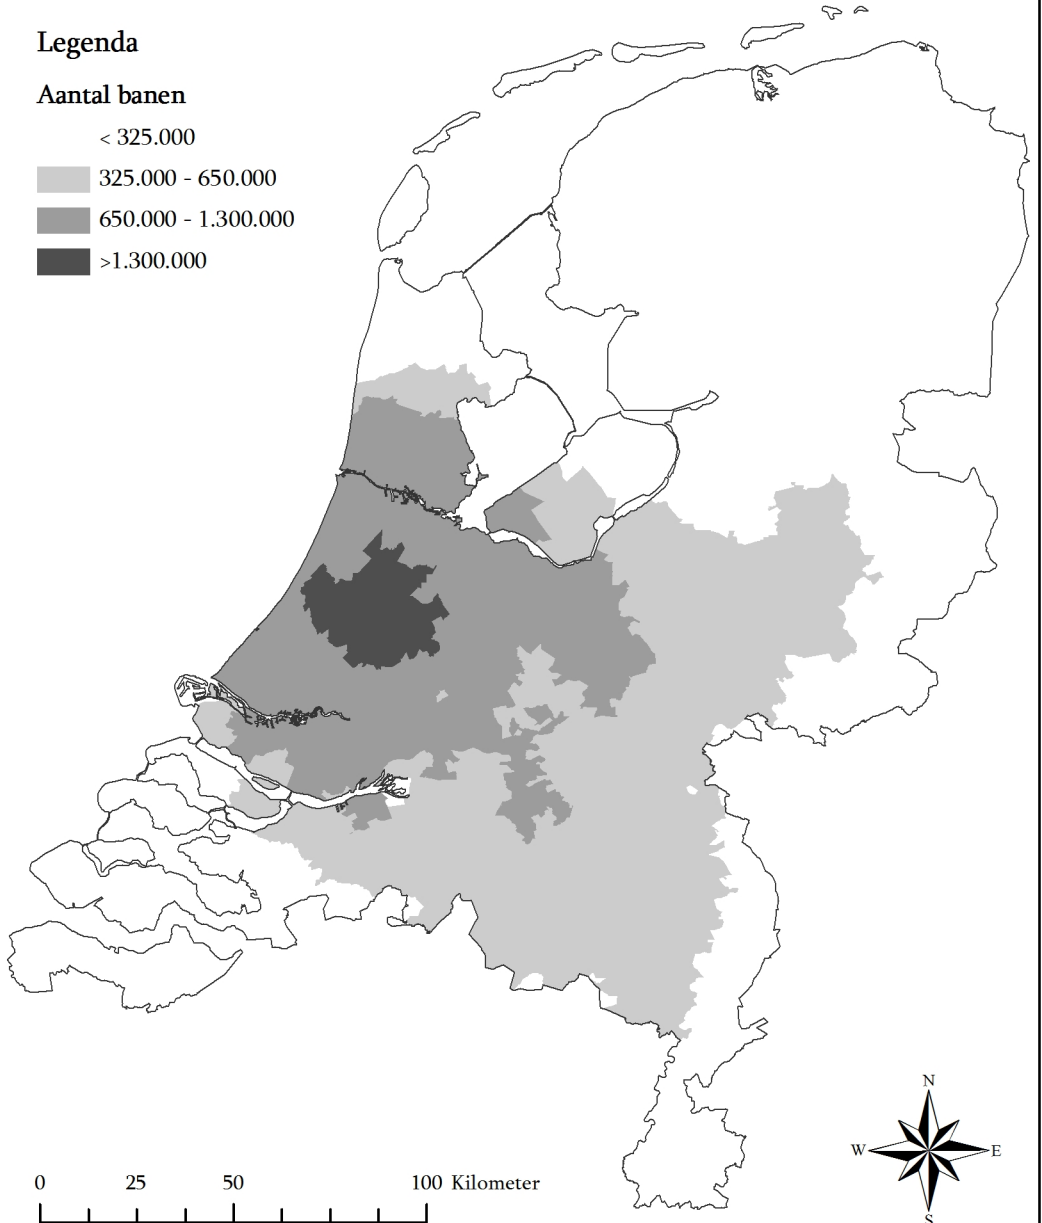 Legenda
Aantal banen
< 325.000
325.000 - 650.000
650.000 - 1.300.000
>1.300.000
N
W E
S
0 25 50 100 Kilometer